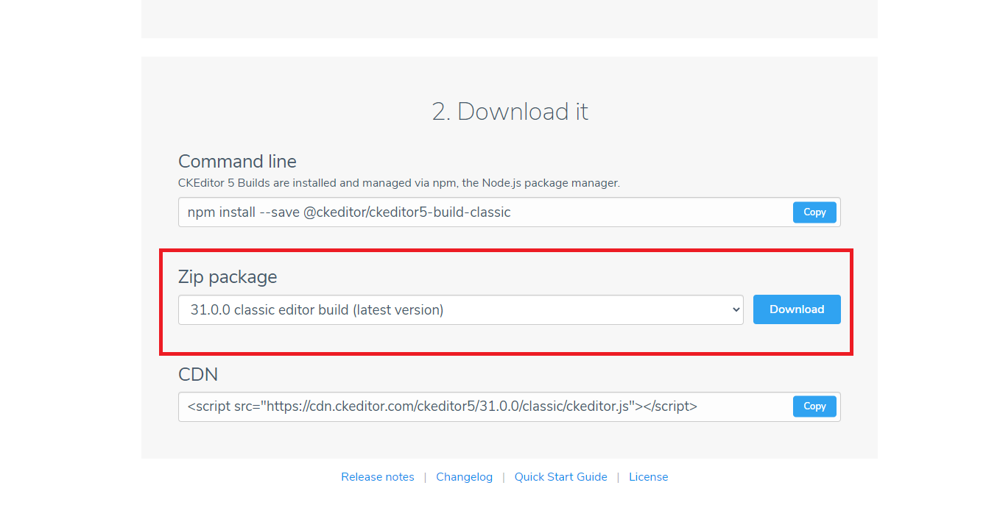 2. Download it
Command line
CKEditor 5 Builds are installed and managed via npm, the Node.js package manager.
npm install --save @ckeditor/ckeditor5-build-classic
Copy
Zip package
31.0.0 classic editor build (latest version)
Download
CDN
<script src="https://cdn.ckeditor.com/ckeditor5/31.0.0/classic/ckeditor.js"></script>
Copy
Release notes | Changelog | Quick Start Guide | License